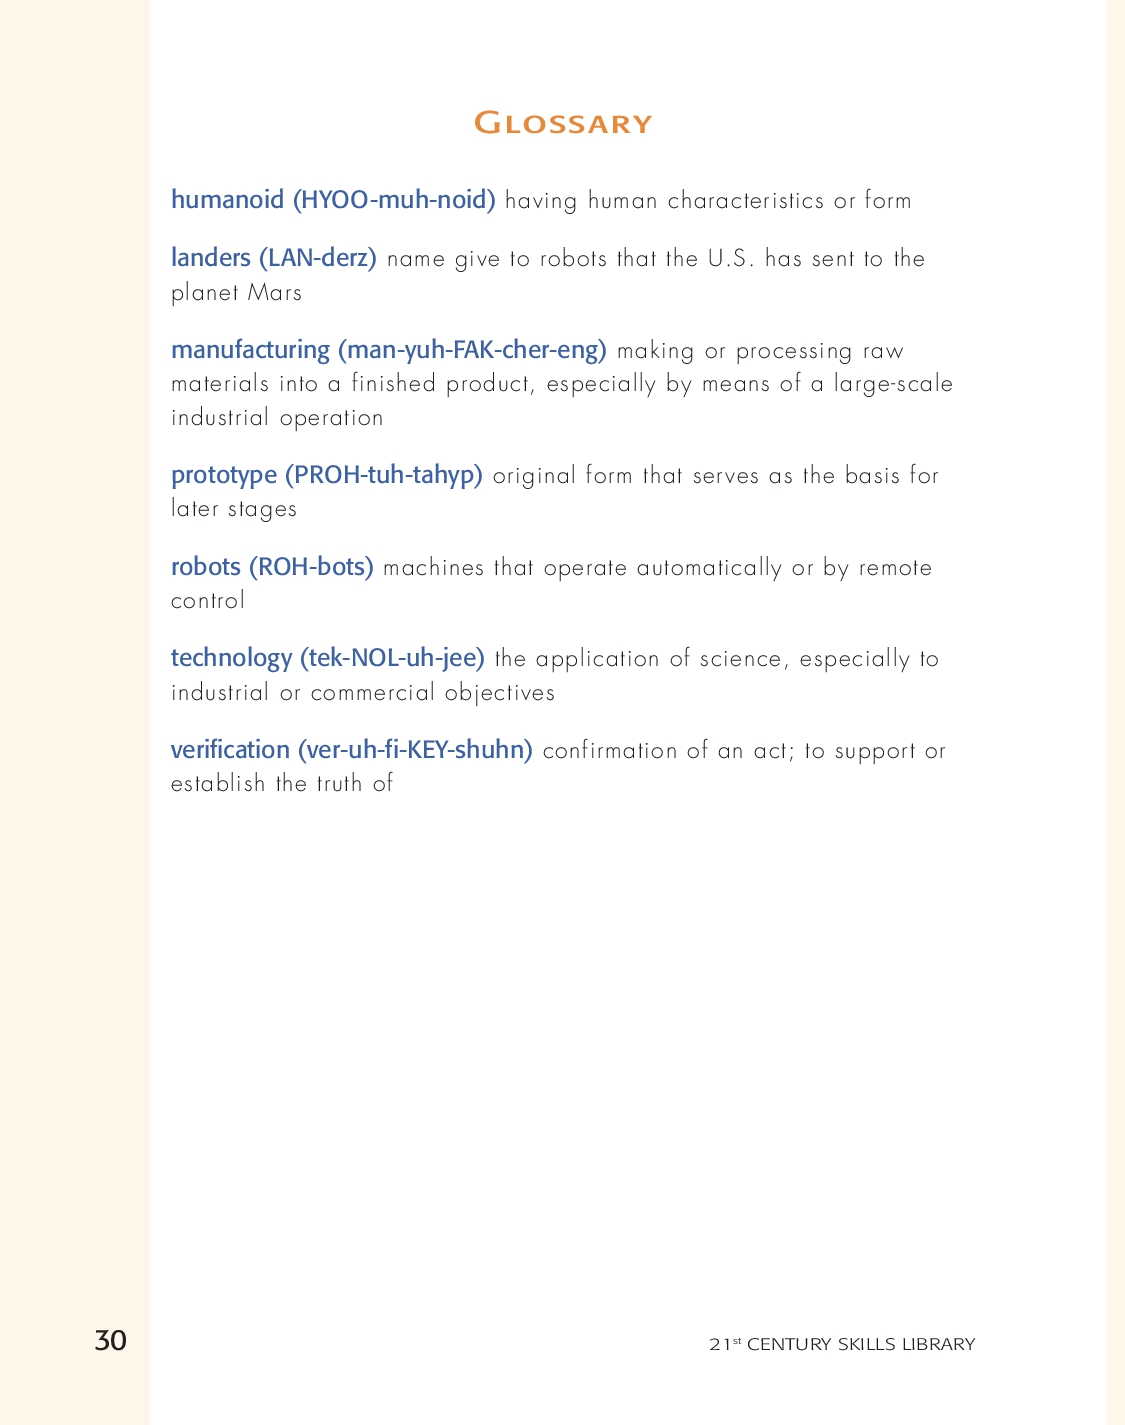 GLOSSARY
humanoid (HYOO-muh-noid) having human characteristics or form
landers (LAN-derz) name give to robots that the U.S. has sent to the
planet Mars
manufacturing (man-yuh-FAK-cher-eng) making or processing raw
materials into a finished product, especially by means of a large-scale
industrial operation
prototype (PROH-tuh-tahyp) original form that serves as the basis for
later stages
robots (ROH-bots) machines that operate automatically or by remote
control
technology (tek-NOL-uh-jee) the application of science, especially to
industrial or commercial objectives
verification (ver-uh-fi-KEY-shuhn) confirmation of an act; to support or
establish the truth of
30
21st CENTURY SKILLS LIBRARY